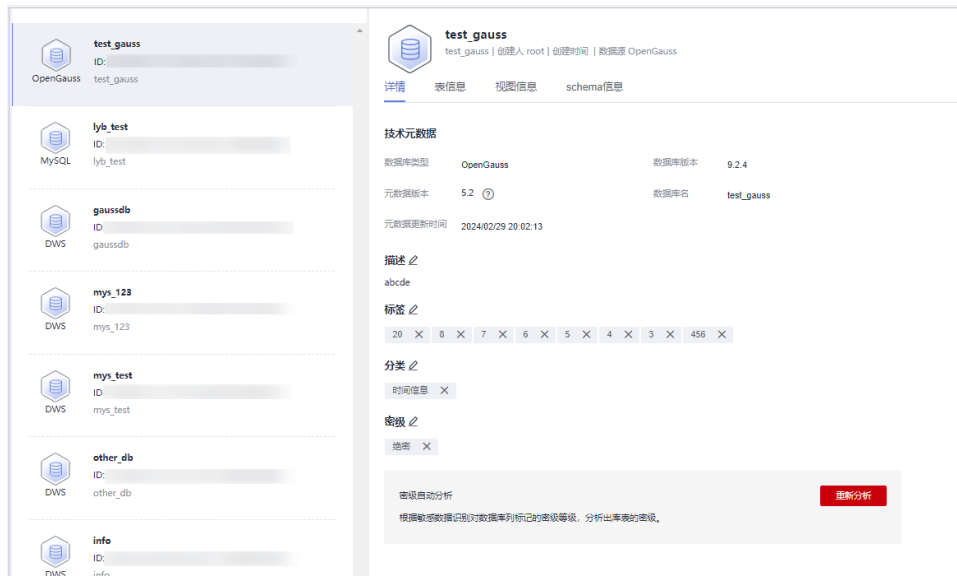 test_gauss
ID:
OpenGauss
test_gauss
lyb_test
ID:
MySQL
lyb_test
gaussdb
ID
DWS
gaussdb
mys_123
ID:
DWS
mys_123
mys_test
ID
DWS
mys_test
other_db
ID:
DWS
other_db
info
ID:
DWS
info
test_gauss
test_gauss | 创建人 root | 创建时间 | 数据源 OpenGauss
详情 表信息 视图信息 schema信息
技术元数据
数据库类型 OpenGauss 数据库版本 9.2.4
元数据版本 5.2 ? 数据库名 test_gauss
元数据更新时间 2024/02/29 20:02:13
描述
abcde
标签
20 8 7 6 5 4 3 456
分类
时间信息
密级
绝密
密级自动分析
重新分析
根据敏感数据识别对数据库列标记的密级等级，分析出库表的密级。